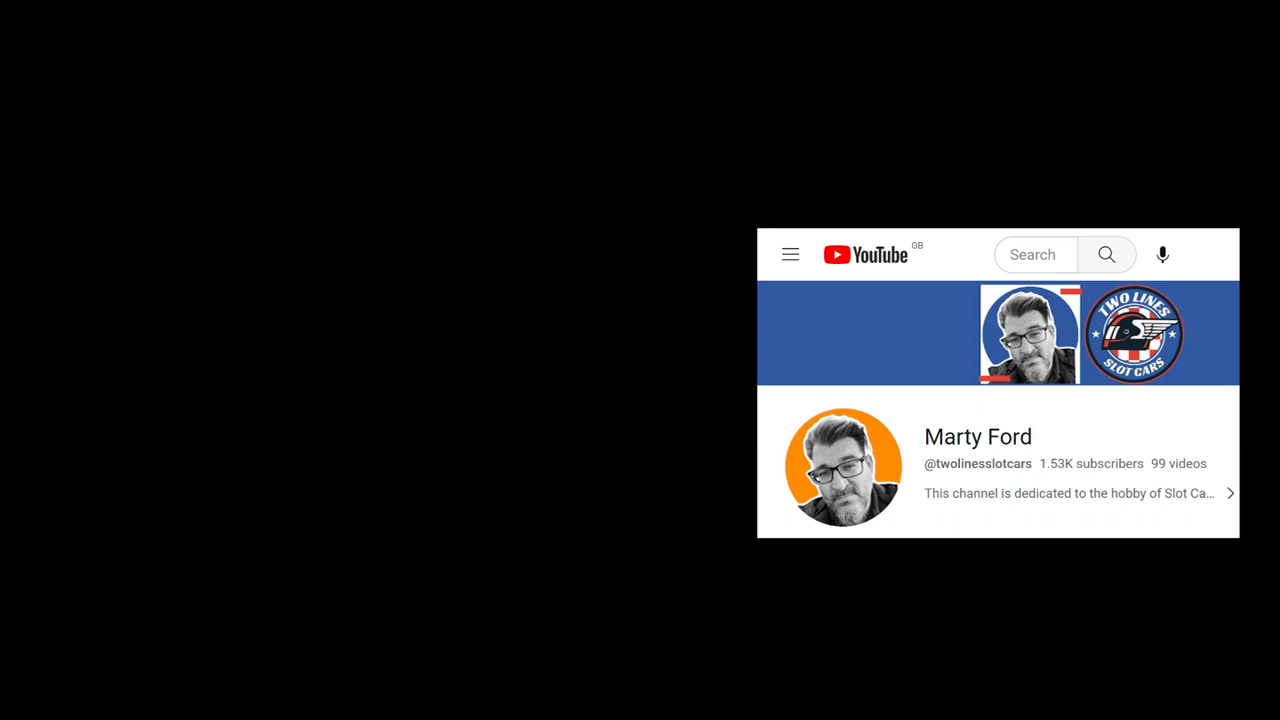 YouTube GB
Search
TWO LINES
SLOT CARS
Marty Ford
@twolinesslotcars 1.53K subscribers 99 videos
This channel is dedicated to the hobby of Slot Ca...